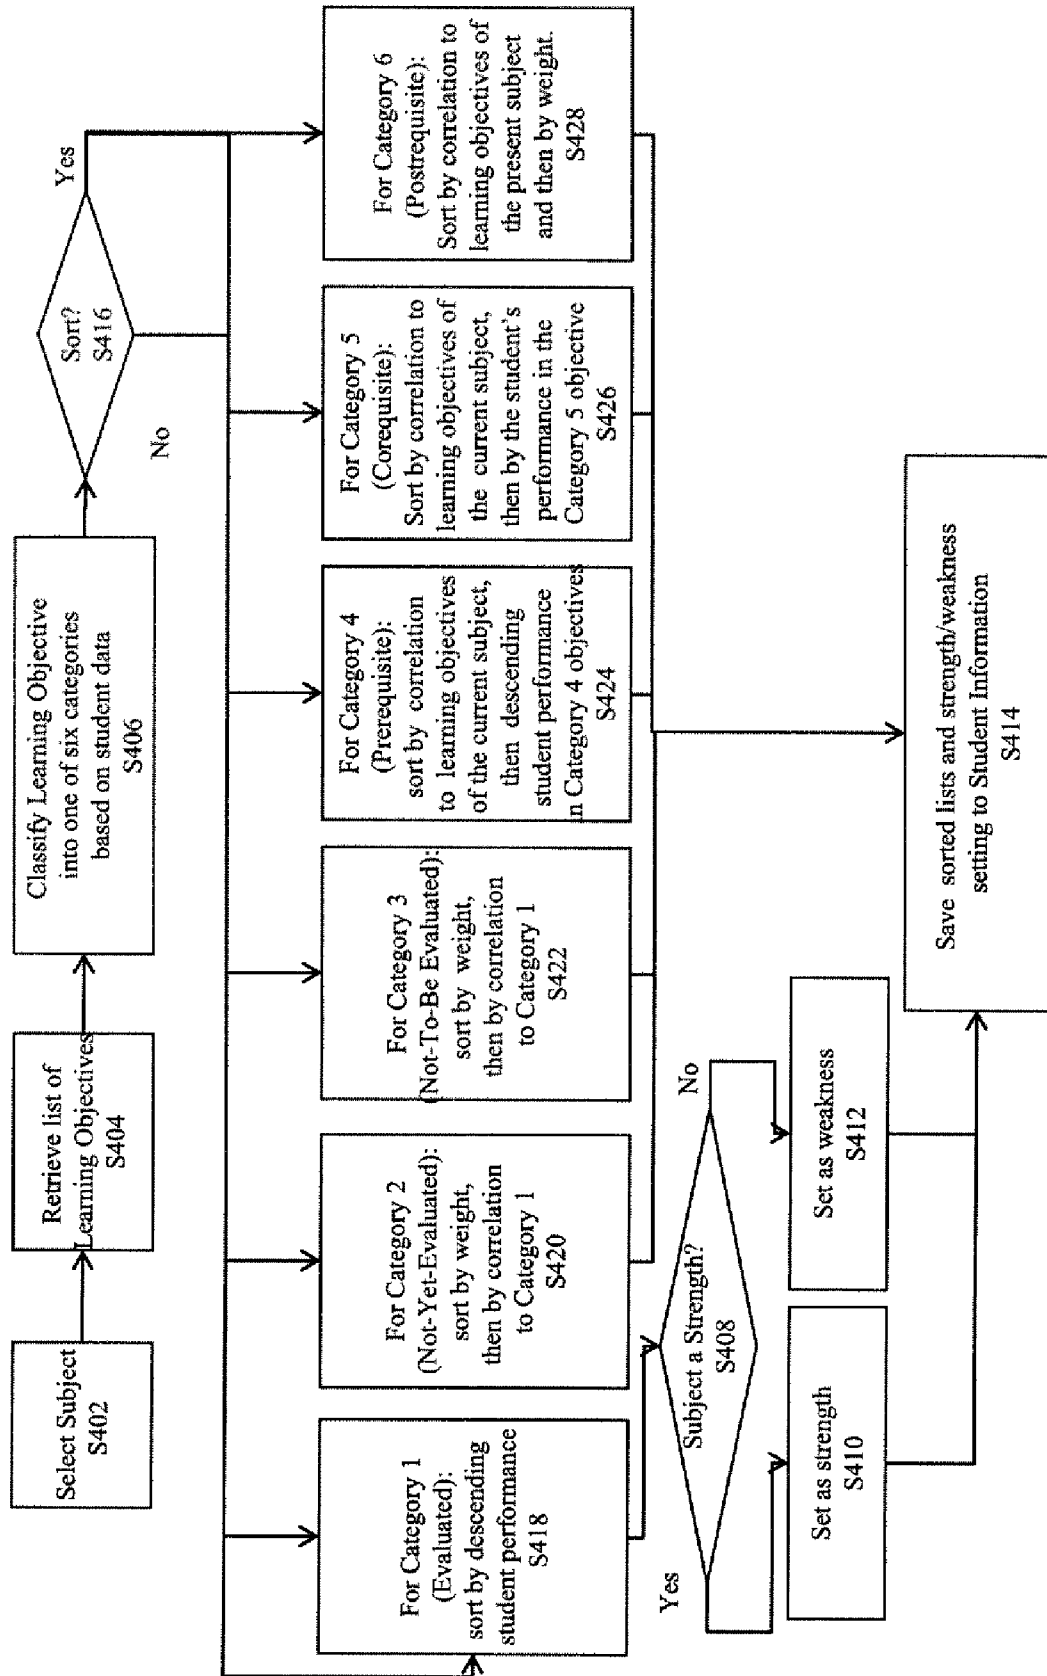 Select Subject
S402
Retrieve list of
Learning Objectives
S404
Classify Learning Objective
into one of six categories
based on student data
S406
Sort?
S416
Yes
No
For Category 1
(Evaluated):
sort by descending
student performance
S418
For Category 2
(Not-Yet-Evaluated):
sort by weight,
then by correlation
to Category 1
S420
For Category 3
(Not-To-Be Evaluated):
sort by weight,
then by correlation
to Category 1
S422
For Category 4
(Prerequisite):
sort by correlation
to learning objectives
of the current subject,
then descending
student performance
n Category 4 objectives
S424
For Category 5
(Corequisite):
Sort by correlation to
learning objectives of
the current subject,
then by the student's
performance in the
Category 5 objective
S426
For Category 6
(Postrequisite):
Sort by correlation to
learning objectives of
the present subject
and then by weight.
S428
Subject a Strength?
S408
Yes
No
Set as strength
S410
Set as weakness
S412
Save sorted lists and strength/weakness
setting to Student Information
S414